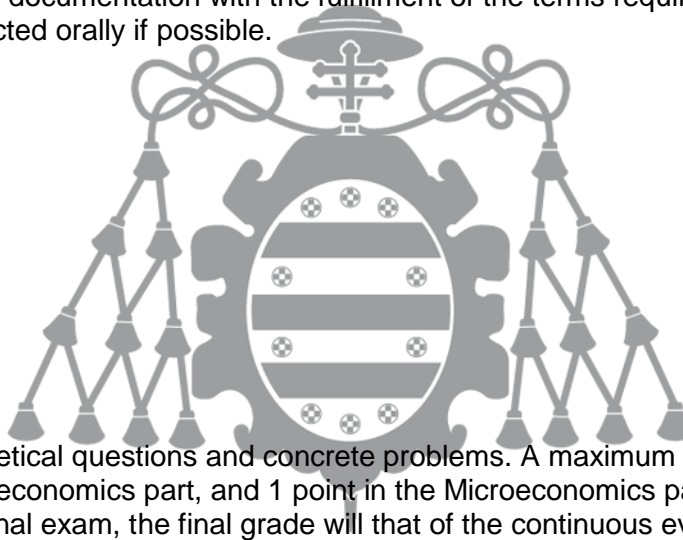 documentation with the fulfillment of the terms requi
cted orally if possible.
etical questions and concrete problems. A maximum
economics part, and 1 point in the Microeconomics pa
nal exam, the final grade will that of the continuous ev